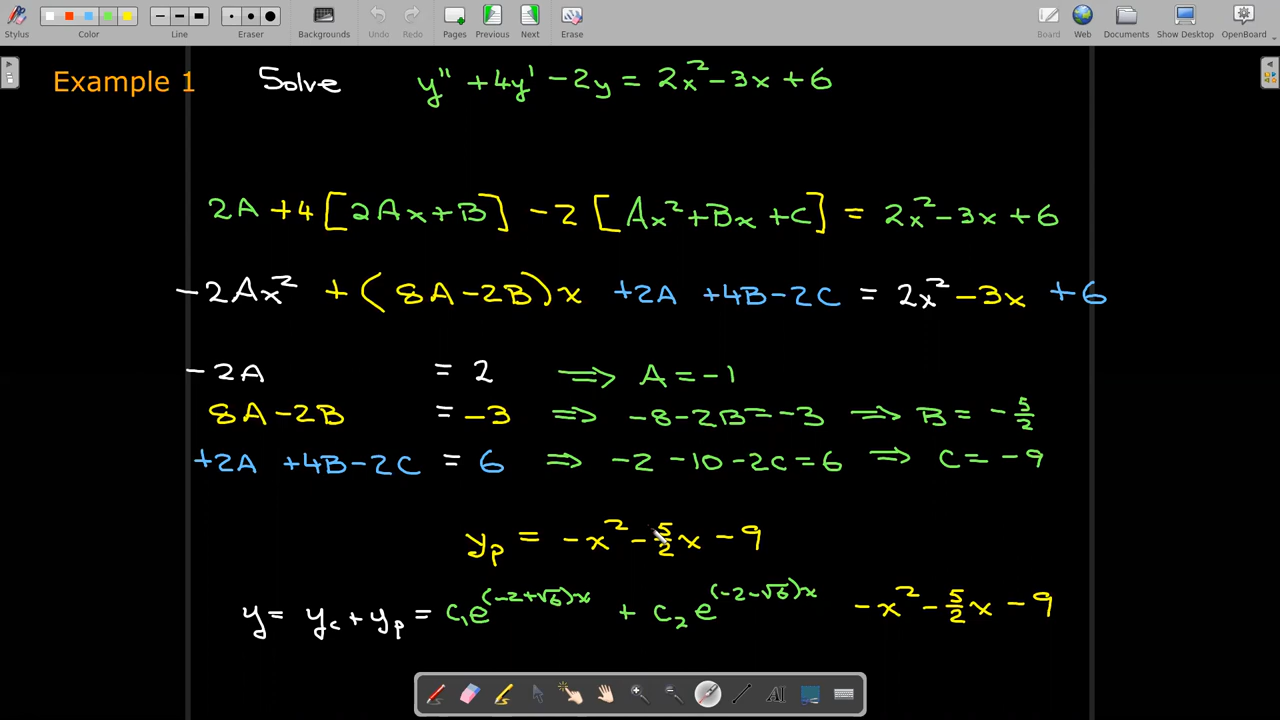 Stylus Color Line Eraser Backgrounds Undo Redo Pages Previous Next Erase Board Web Documents Show Desktop OpenBoard
Example 1 Solve y'' + 4y' - 2y = 2x² - 3x + 6
2A + 4 [2Ax + B] - 2 [Ax² + Bx + C] = 2x² - 3x + 6
-2Ax² + (8A - 2B)x + 2A + 4B - 2C = 2x² - 3x + 6
-2A = 2 ⟹ A = -1
8A - 2B = -3 ⟹ -8 - 2B = -3 ⟹ B = -5/2
+2A + 4B - 2C = 6 ⟹ -2 - 10 - 2C = 6 ⟹ C = -9
yₚ = -x² - 5/2 x - 9
y = y_c + yₚ = c₁e^(-2+√6)x + c₂e^(-2-√6)x - x² - 5/2 x - 9
AI